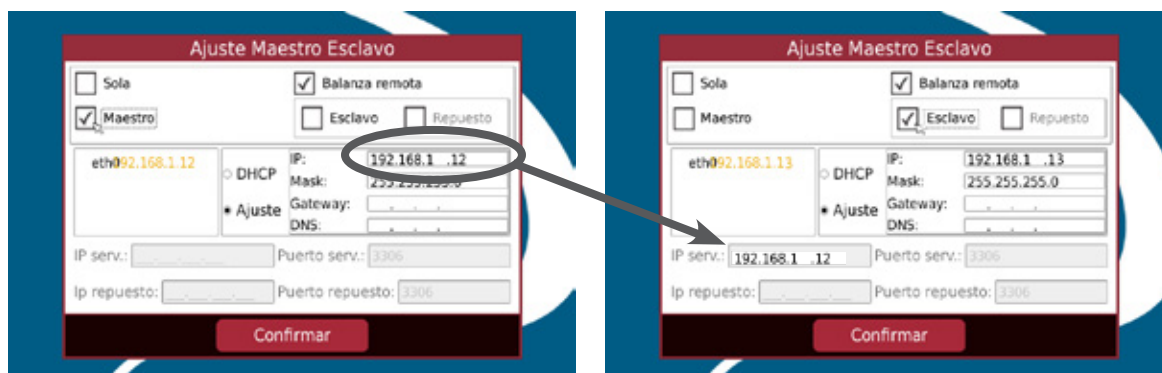 Ajuste Maestro Esclavo
Sola
Balanza remota
Maestro
Esclavo
Repuesto
eth092.168.1.12
DHCP
Ajuste
IP: 192.168.1 .12
Mask: 255.255.255.0
Gateway: . . .
DNS: . . .
IP serv.: . . . Puerto serv.: 3306
Ip repuesto: . . . Puerto repuesto: 3306
Confirmar
Ajuste Maestro Esclavo
Sola
Balanza remota
Maestro
Esclavo
Repuesto
eth092.168.1.13
DHCP
Ajuste
IP: 192.168.1 .13
Mask: 255.255.255.0
Gateway: . . .
DNS: . . .
IP serv.: 192.168.1 .12 Puerto serv.: 3306
Ip repuesto: . . . Puerto repuesto: 3306
Confirmar